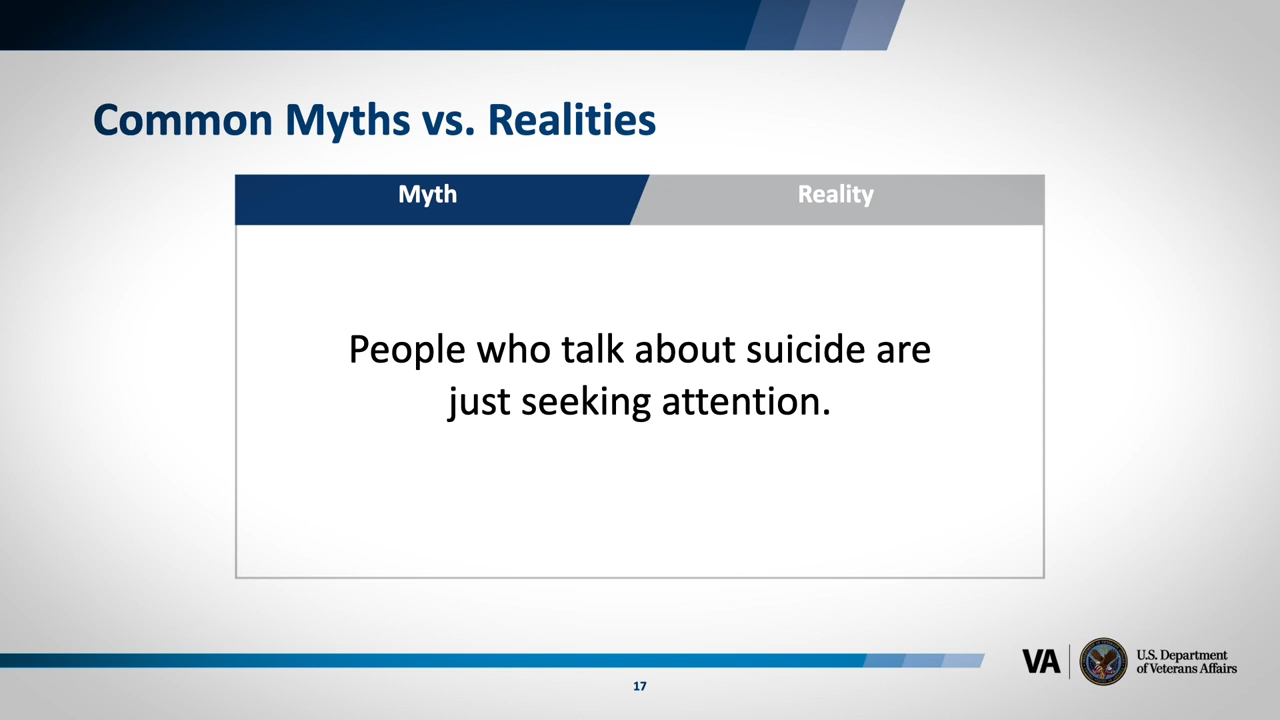 Common Myths vs. Realities
Myth
Reality
People who talk about suicide are
just seeking attention.
VA
U.S. Department
of Veterans Affairs
17